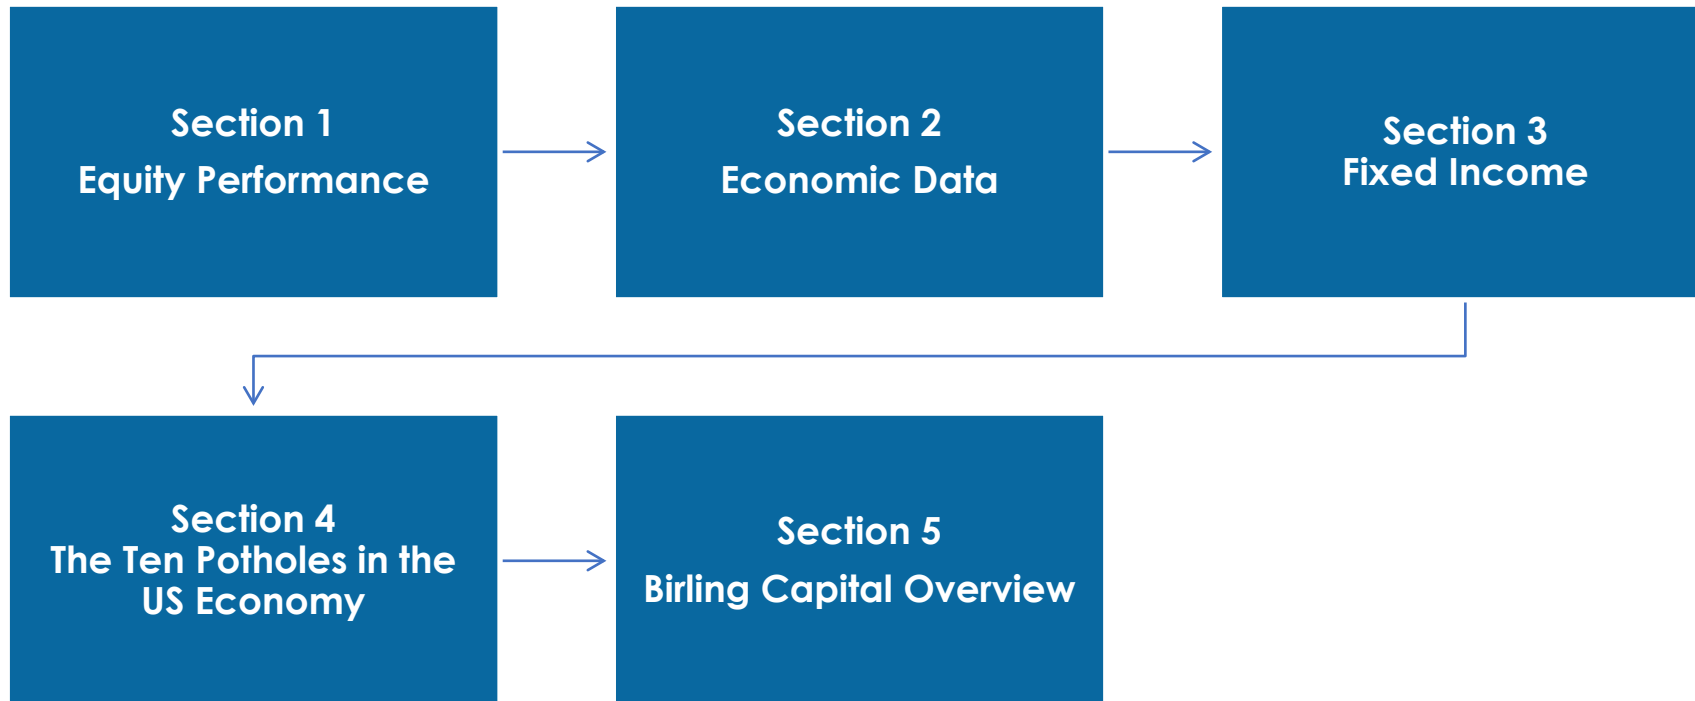 Section 1
Equity Performance
Section 2
Economic Data
Section 3
Fixed Income
Section 4
The Ten Potholes in the
US Economy
Section 5
Birling Capital Overview